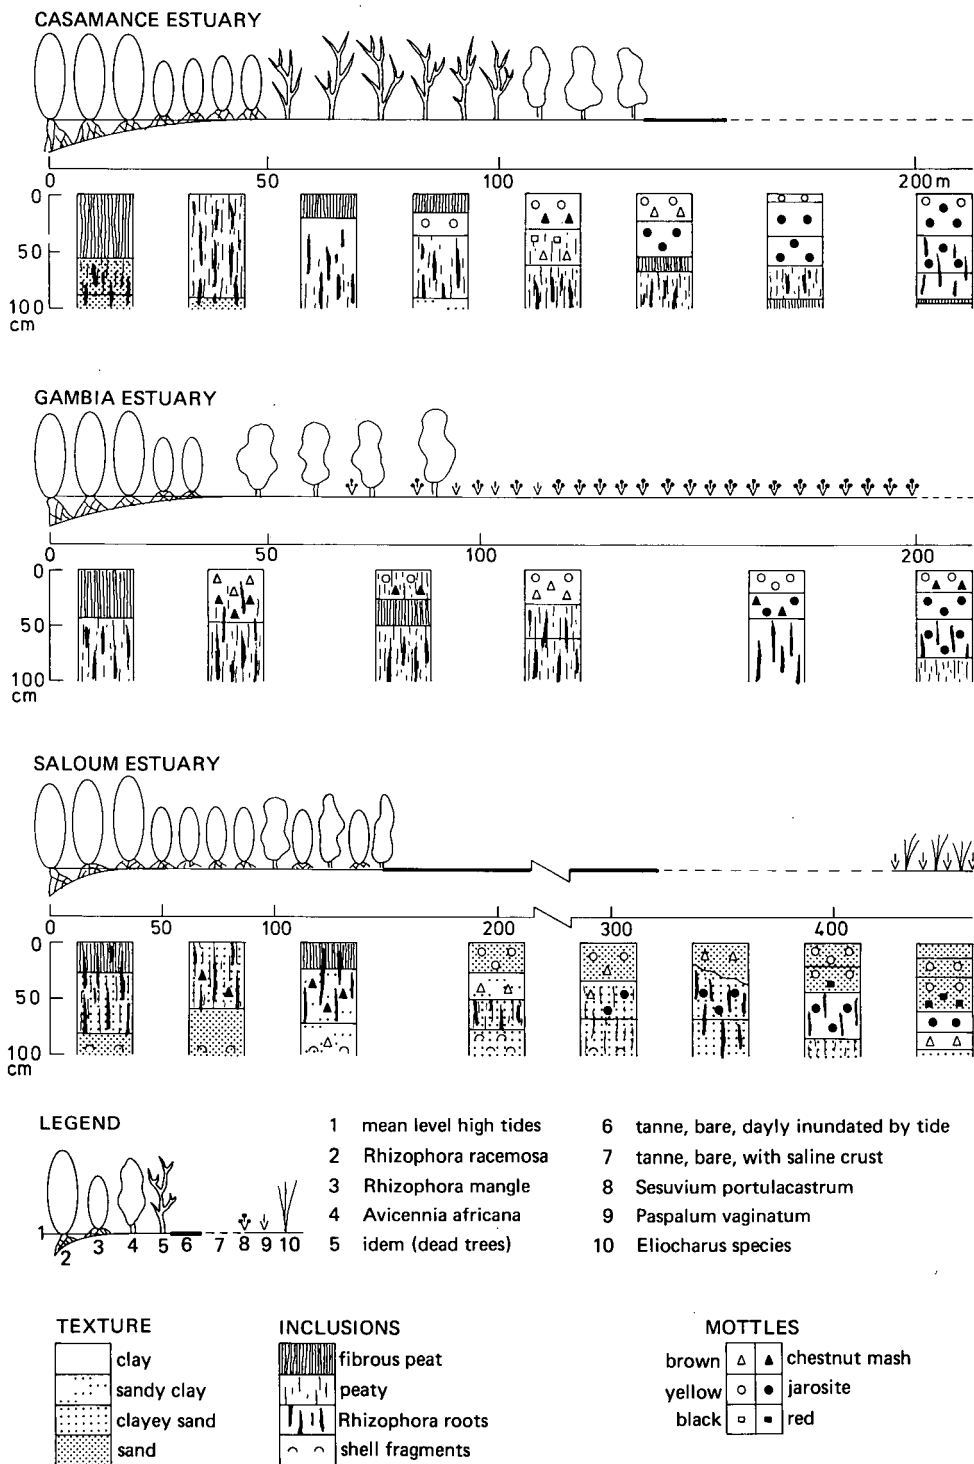 CASAMANCE ESTUARY
0 50 100 200 m
0
50
100
cm
GAMBIA ESTUARY
0 50 100 200
0
50
100
cm
SALOUM ESTUARY
0 50 100 200 300 400
0
50
100
cm
LEGEND
1 mean level high tides
2 Rhizophora racemosa
3 Rhizophora mangle
4 Avicennia africana
5 idem (dead trees)
6 tanne, bare, dayly inundated by tide
7 tanne, bare, with saline crust
8 Sesuvium portulacastrum
9 Paspalum vaginatum
10 Eliocharus species
1 2 3 4 5 6 7 8 9 10
TEXTURE
clay
sandy clay
clayey sand
sand
INCLUSIONS
fibrous peat
peaty
Rhizophora roots
shell fragments
MOTTLES
brown chestnut mash
yellow jarosite
black red